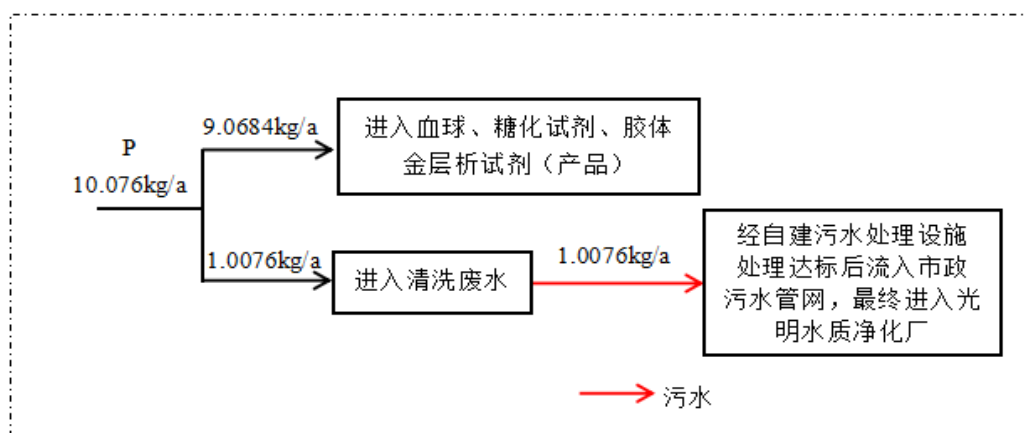 P
10.076kg/a
9.0684kg/a
进入血球、糖化试剂、胶体
金层析试剂（产品）
1.0076kg/a
进入清洗废水
1.0076kg/a
经自建污水处理设施
处理达标后流入市政
污水管网，最终进入光
明水质净化厂
污水